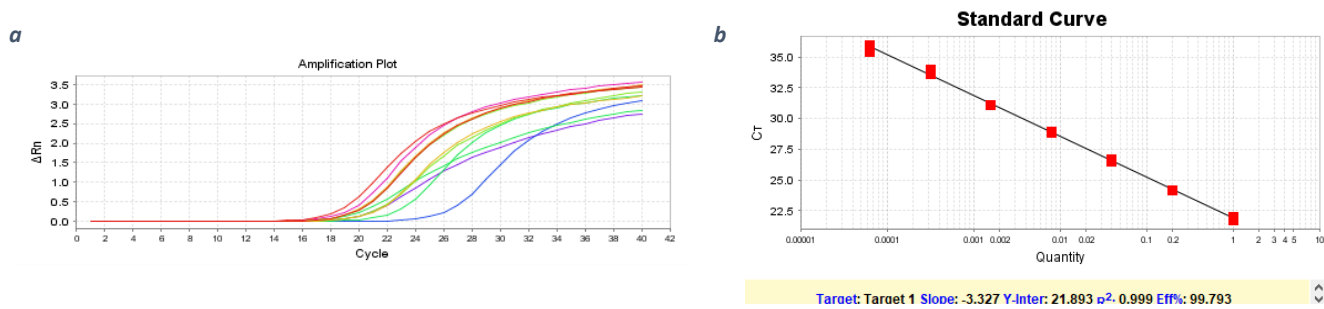 a
Amplification Plot
3.5
3.0
2.5
2.0
1.5
1.0
0.5
0.0
ΔRn
0 2 4 6 8 10 12 14 16 18 20 22 24 26 28 30 32 34 36 38 40 42
Cycle
b
Standard Curve
35.0
32.5
30.0
27.5
25.0
22.5
CT
0.00001 0.0001 0.001 0.002 0.01 0.02 0.1 0.2 1 2 3 4 5 10
Quantity
Target: Target 1 Slope: -3.327 Y-Inter: 21.893 R²: 0.999 Eff%: 99.793